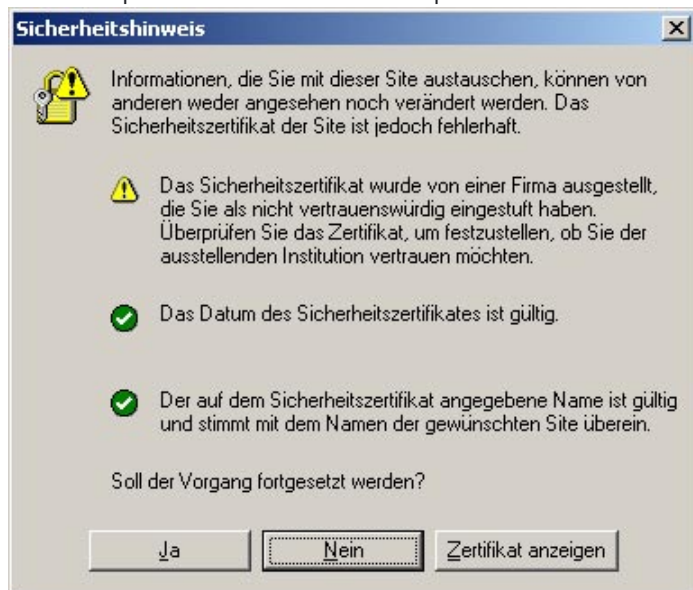 Sicherheitshinweis
Informationen, die Sie mit dieser Site austauschen, können von
anderen weder angesehen noch verändert werden. Das
Sicherheitszertifikat der Site ist jedoch fehlerhaft.
Das Sicherheitszertifikat wurde von einer Firma ausgestellt,
die Sie als nicht vertrauenswürdig eingestuft haben.
Überprüfen Sie das Zertifikat, um festzustellen, ob Sie der
ausstellenden Institution vertrauen möchten.
Das Datum des Sicherheitszertifikates ist gültig.
Der auf dem Sicherheitszertifikat angegebene Name ist gültig
und stimmt mit dem Namen der gewünschten Site überein.
Soll der Vorgang fortgesetzt werden?
Ja Nein Zertifikat anzeigen